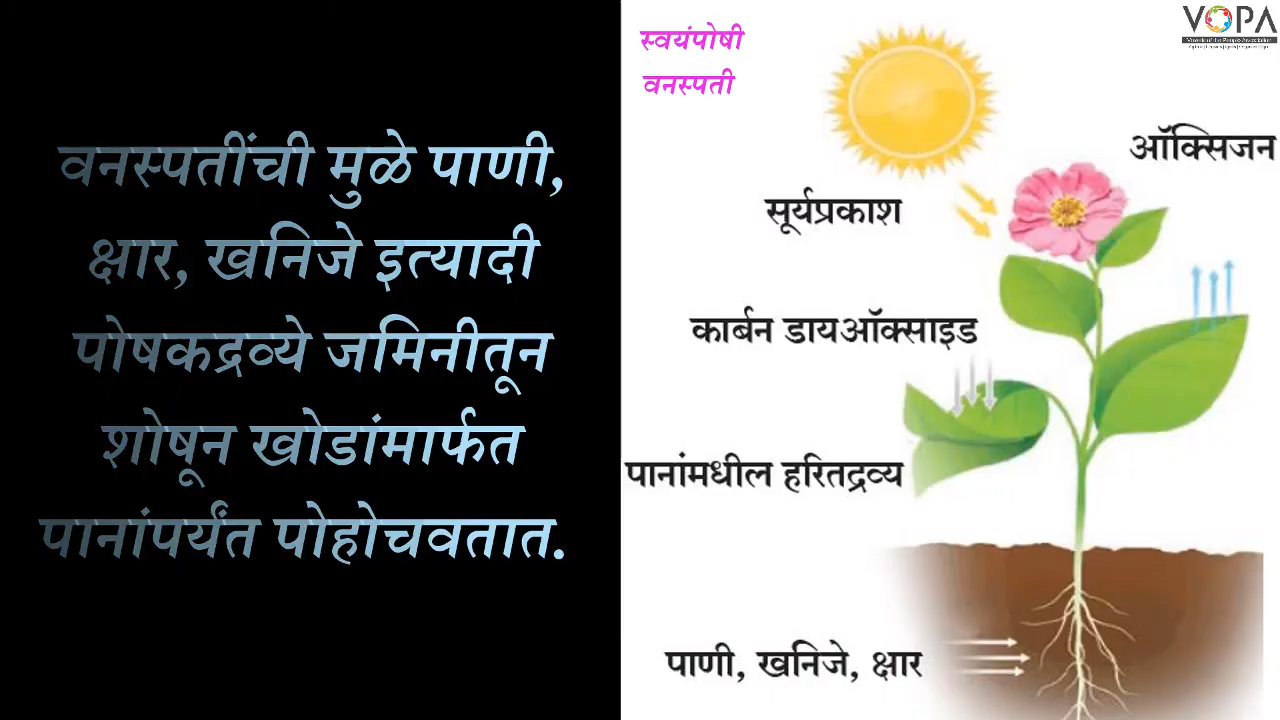 वनस्पतींची मुळे पाणी,
क्षार, खनिजे इत्यादी
पोषकद्रव्ये जमिनीतून
शोषून खोडांमार्फत
पानांपर्यंत पोहोचवतात.
स्वयंपोषी
वनस्पती
VOPA
ऑक्सिजन
सूर्यप्रकाश
कार्बन डायऑक्साइड
पानांमधील हरितद्रव्य
पाणी, खनिजे, क्षार